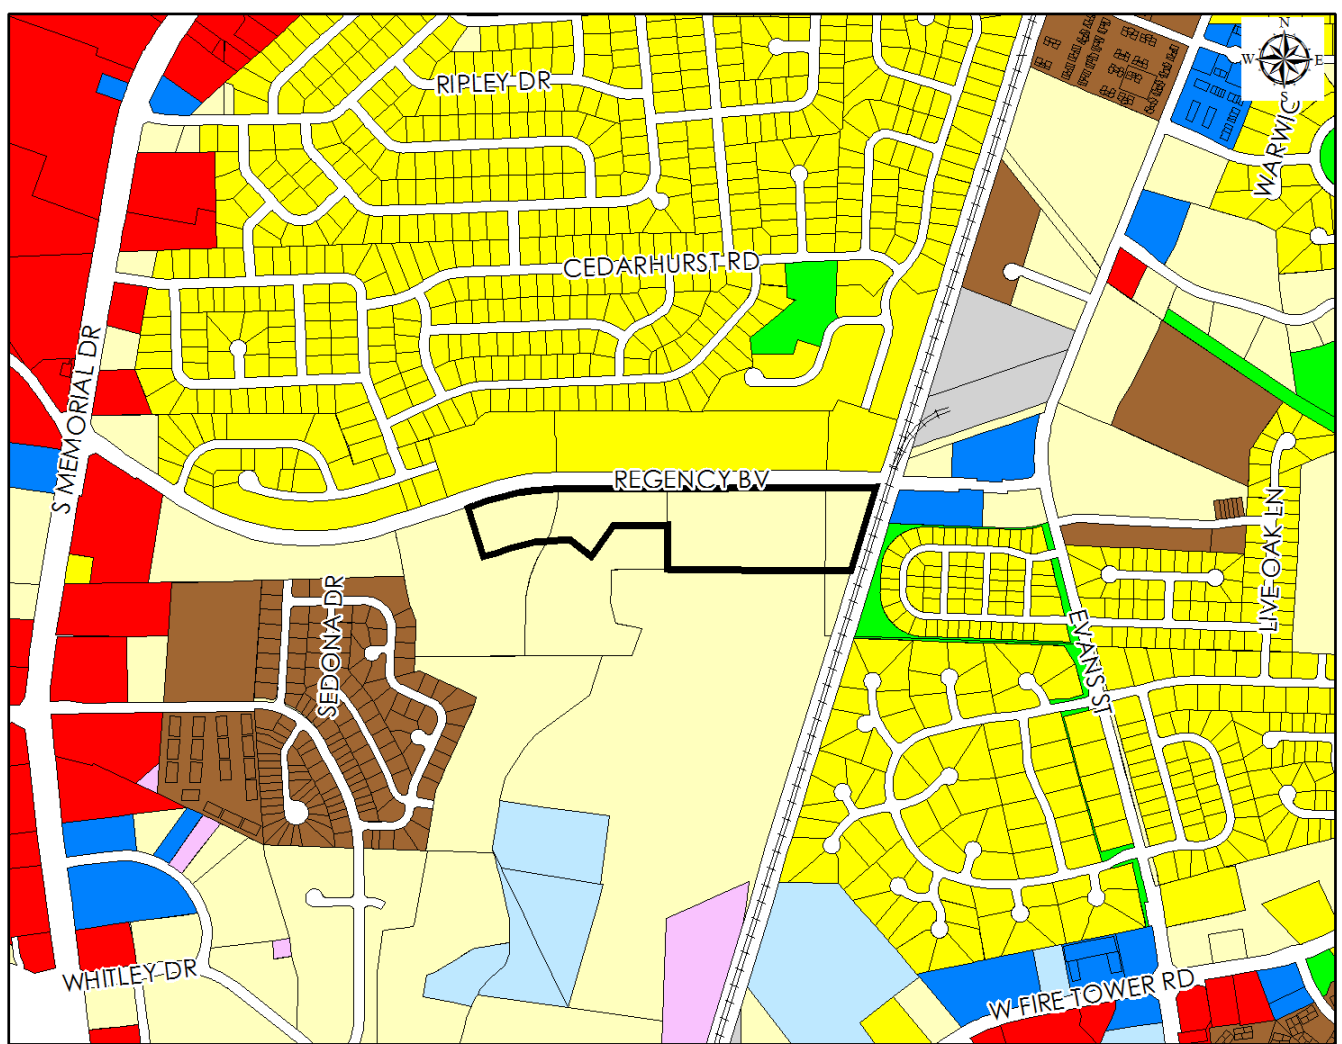 N
W E
S
RIPLEY DR
WARWIC
CEDARHURST RD
S MEMORIAL DR
REGENCY BV
LIVE OAK LN
SEDONA DR
EVANS ST
WHITLEY DR
W FIRE TOWER RD